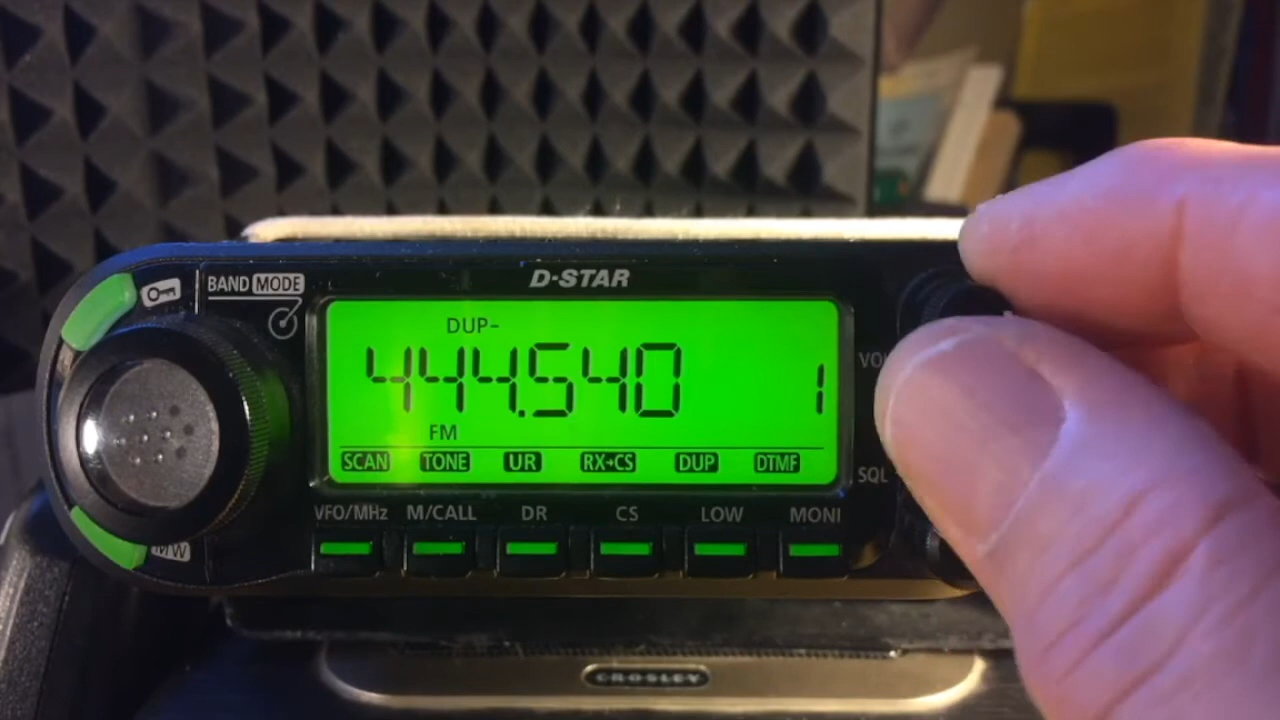 D-STAR
BAND MODE
DUP-
444.540 1
FM
SCAN TONE UR RX→CS DUP DTMF
VFO/MHz M/CALL DR CS LOW MONI
MW
SQL
CROSLEY